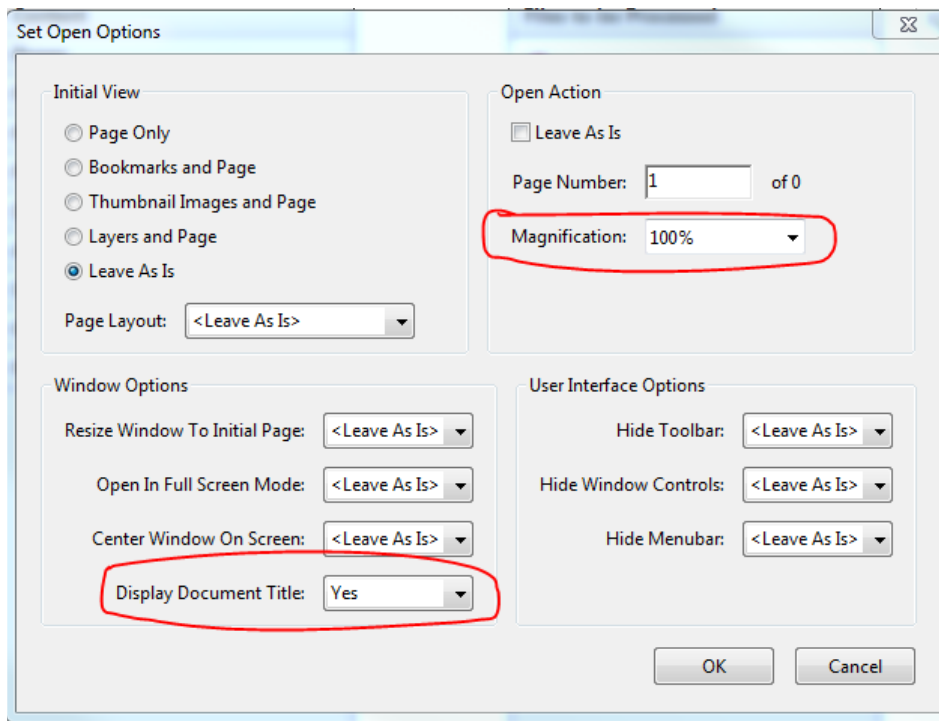 Files to be Processed
Set Open Options
Initial View
Page Only
Bookmarks and Page
Thumbnail Images and Page
Layers and Page
Leave As Is
Page Layout: <Leave As Is>
Open Action
Leave As Is
Page Number: 1 of 0
Magnification: 100%
Window Options
Resize Window To Initial Page: <Leave As Is>
Open In Full Screen Mode: <Leave As Is>
Center Window On Screen: <Leave As Is>
Display Document Title: Yes
User Interface Options
Hide Toolbar: <Leave As Is>
Hide Window Controls: <Leave As Is>
Hide Menubar: <Leave As Is>
OK Cancel